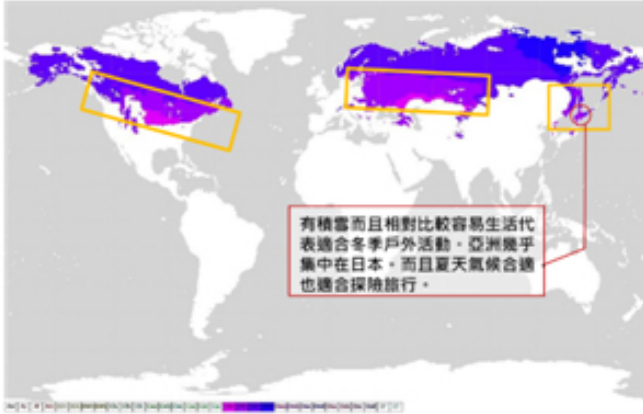 有積雪而且相對比較容易生活代
表適合冬季戶外活動，亞洲幾乎
集中在日本。而且夏天氣候合適
也適合探險旅行。